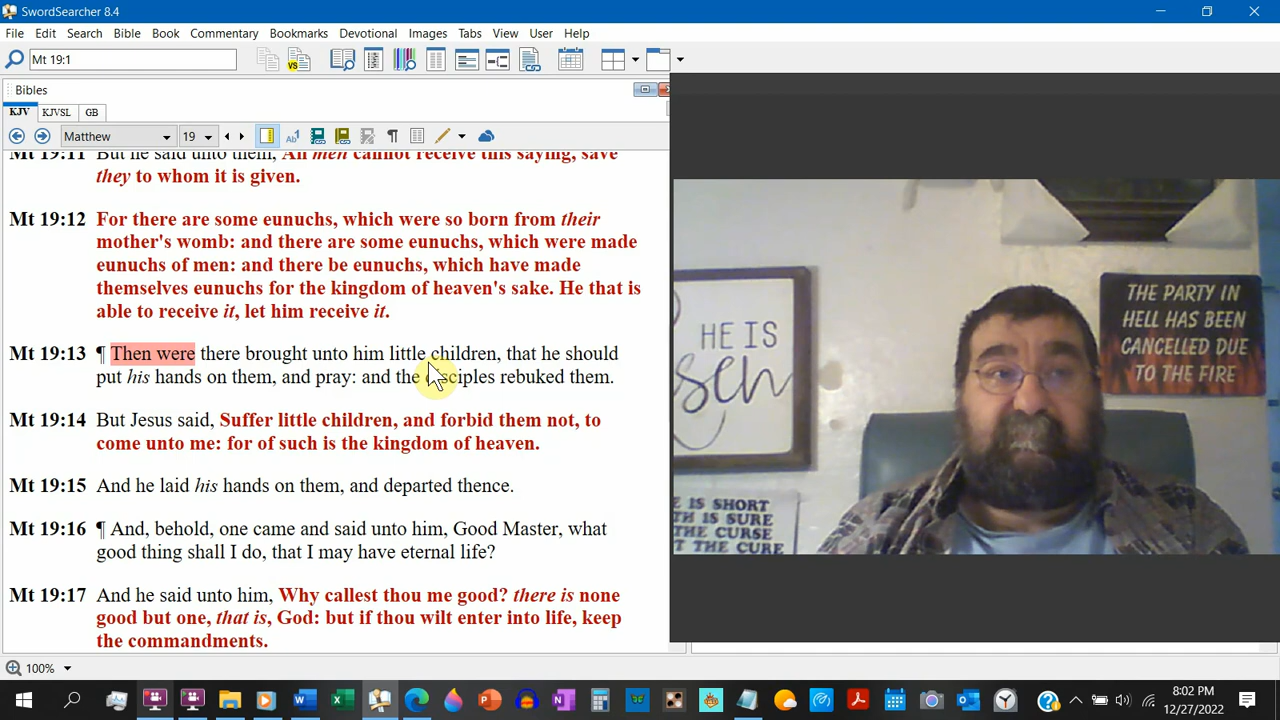 SwordSearcher 8.4
File Edit Search Bible Book Commentary Bookmarks Devotional Images Tabs View User Help
Mt 19:1
Bibles
KJV KJVSL GB
Matthew 19
Mt 19:11 But he said unto them, All men cannot receive this saying, save
they to whom it is given.
Mt 19:12 For there are some eunuchs, which were so born from their
mother's womb: and there are some eunuchs, which were made
eunuchs of men: and there be eunuchs, which have made
themselves eunuchs for the kingdom of heaven's sake. He that is
able to receive it, let him receive it.
Mt 19:13 ¶ Then were there brought unto him little children, that he should
put his hands on them, and pray: and the disciples rebuked them.
Mt 19:14 But Jesus said, Suffer little children, and forbid them not, to
come unto me: for of such is the kingdom of heaven.
Mt 19:15 And he laid his hands on them, and departed thence.
Mt 19:16 ¶ And, behold, one came and said unto him, Good Master, what
good thing shall I do, that I may have eternal life?
Mt 19:17 And he said unto him, Why callest thou me good? there is none
good but one, that is, God: but if thou wilt enter into life, keep
the commandments.
100%
HE IS
THE PARTY IN
HELL HAS BEEN
CANCELLED DUE
TO THE FIRE
E IS SHORT
TH IS SURE
THE CURSE
T THE CURE
8:02 PM
12/27/2022